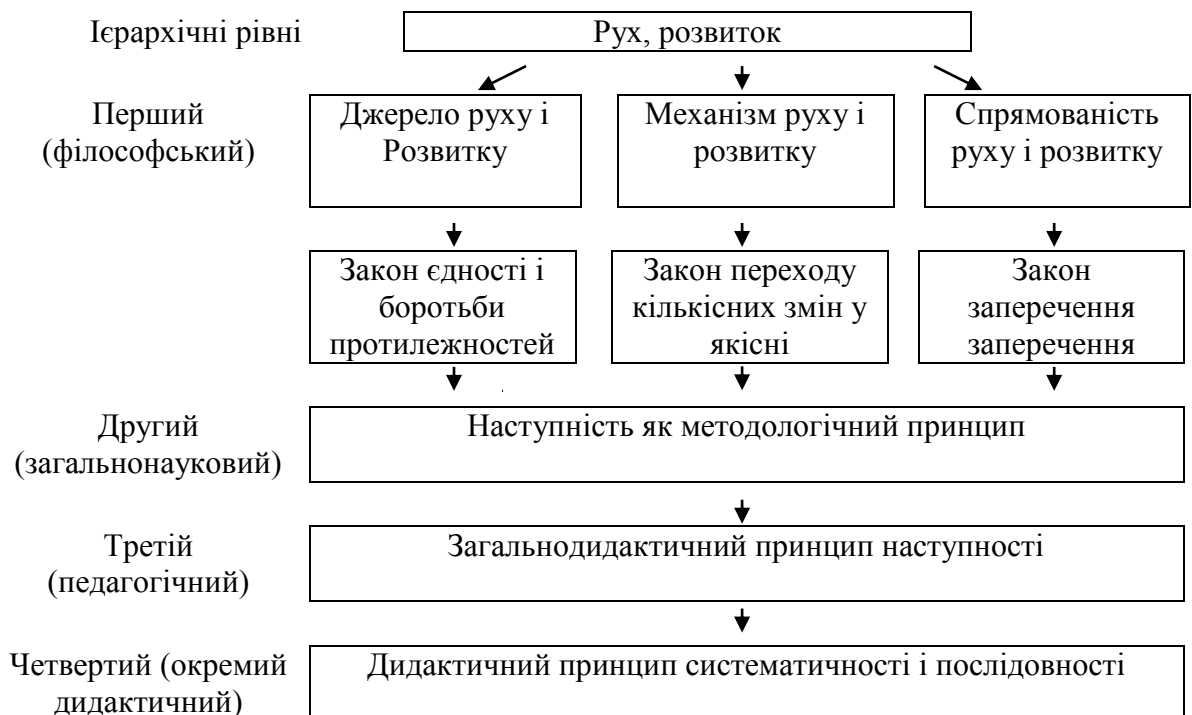 Ієрархічні рівні
Рух, розвиток
Перший
(філософський)
Джерело руху і
Розвитку
Механізм руху і
розвитку
Спрямованість
руху і розвитку
Закон єдності і
боротьби
протилежностей
Закон переходу
кількісних змін у
якісні
Закон
заперечення
заперечення
Другий
(загальнонауковий)
Наступність як методологічний принцип
Третій
(педагогічний)
Загальнодидактичний принцип наступності
Четвертий (окремий
дидактичний)
Дидактичний принцип систематичності і послідовності